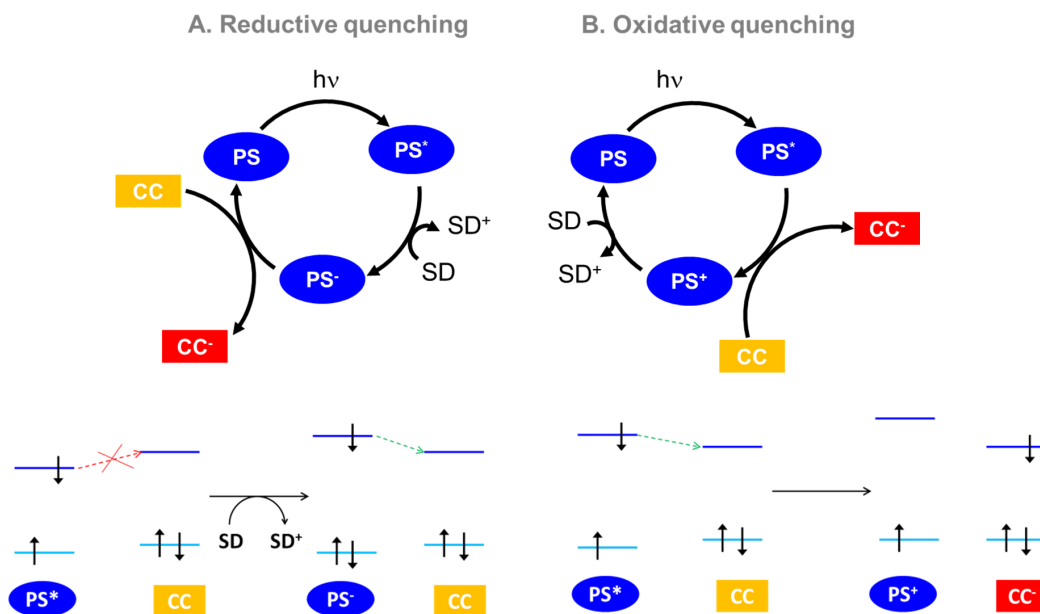 A. Reductive quenching
B. Oxidative quenching
hν
PS
PS*
CC
SD⁺
SD
PS⁻
CC⁻
hν
PS
PS*
SD
SD⁺
PS⁺
CC⁻
CC
SD SD⁺
PS* CC PS⁻ CC
PS* CC PS⁺ CC⁻